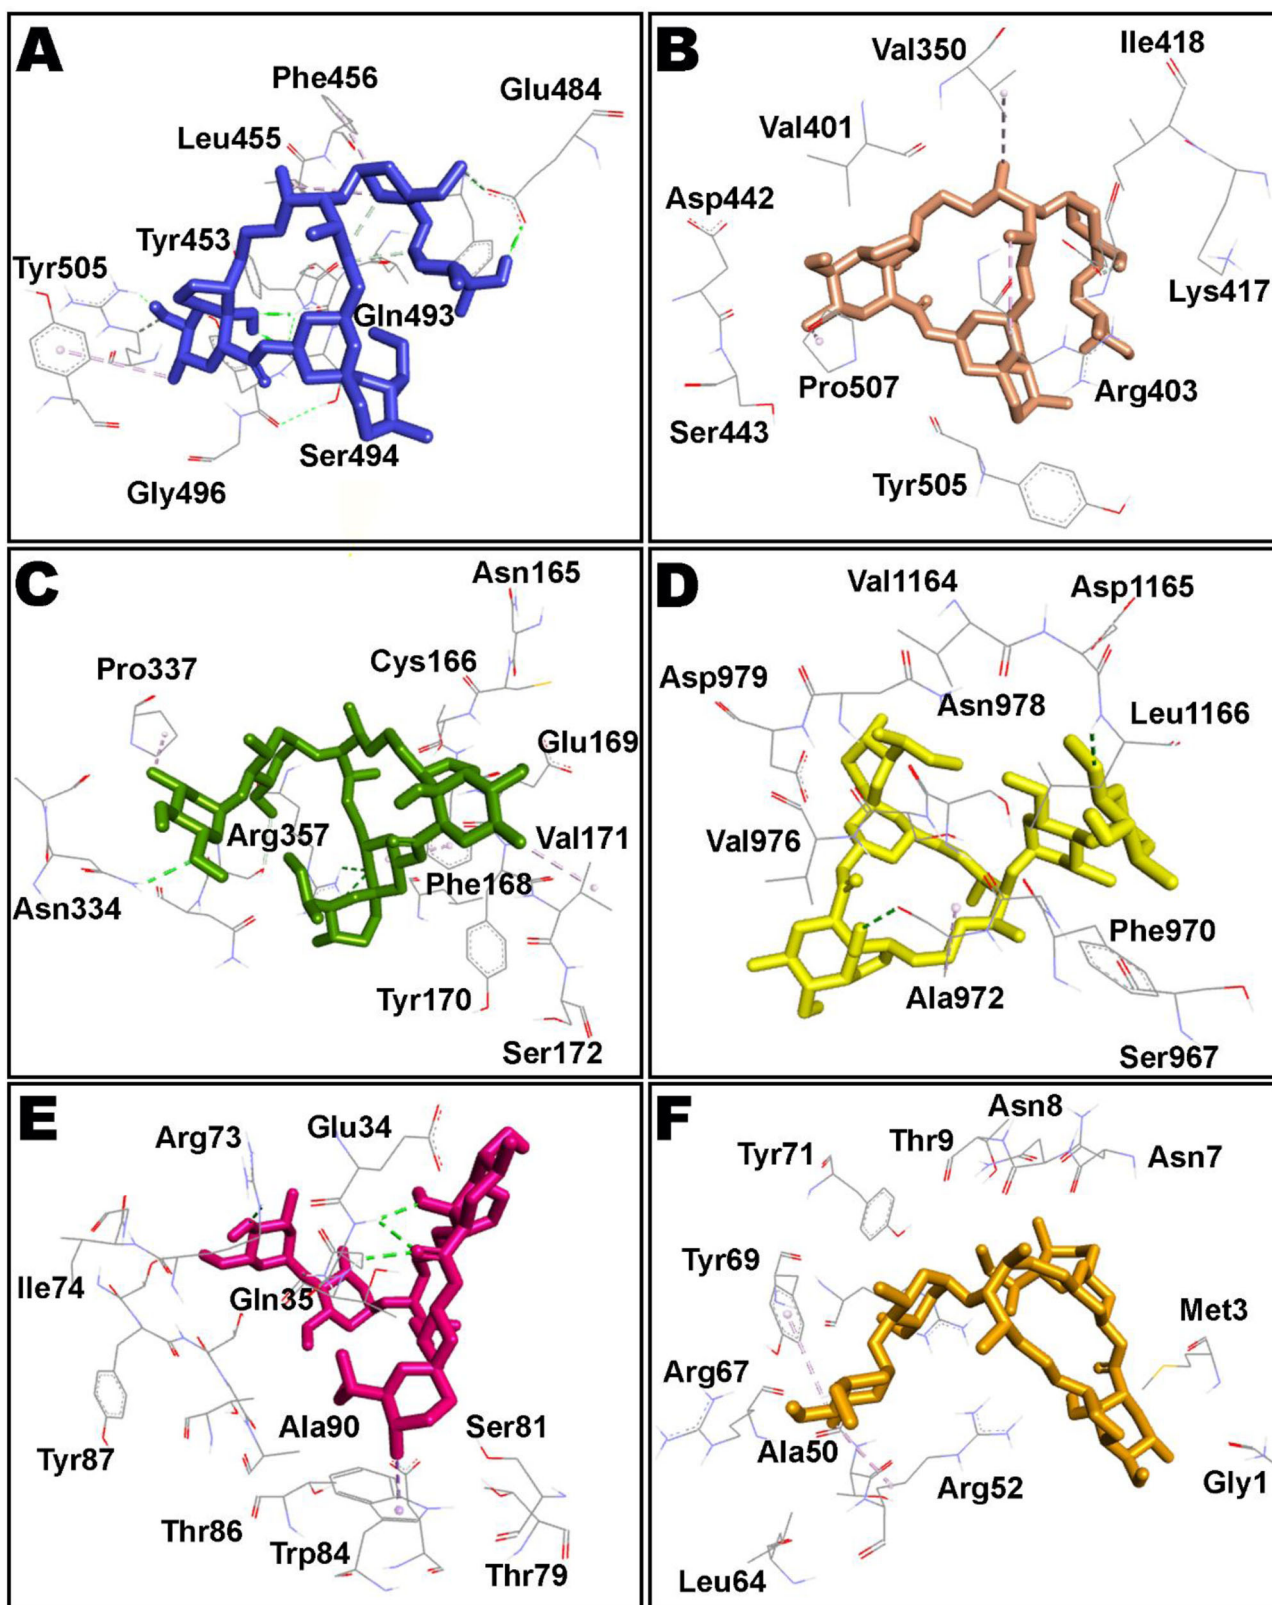 A
Phe456
Glu484
Leu455
Tyr453
Tyr505
Gln493
Ser494
Gly496
B
Val350
Ile418
Val401
Asp442
Lys417
Pro507
Arg403
Ser443
Tyr505
C
Asn165
Cys166
Pro337
Glu169
Arg357
Val171
Phe168
Asn334
Tyr170
Ser172
D
Val1164
Asp1165
Asp979
Asn978
Leu1166
Val976
Phe970
Ala972
Ser967
E
Glu34
Arg73
Ile74
Gln35
Ala90
Ser81
Tyr87
Thr86
Trp84
Thr79
F
Asn8
Thr9
Tyr71
Asn7
Tyr69
Met3
Arg67
Ala50
Arg52
Gly1
Leu64